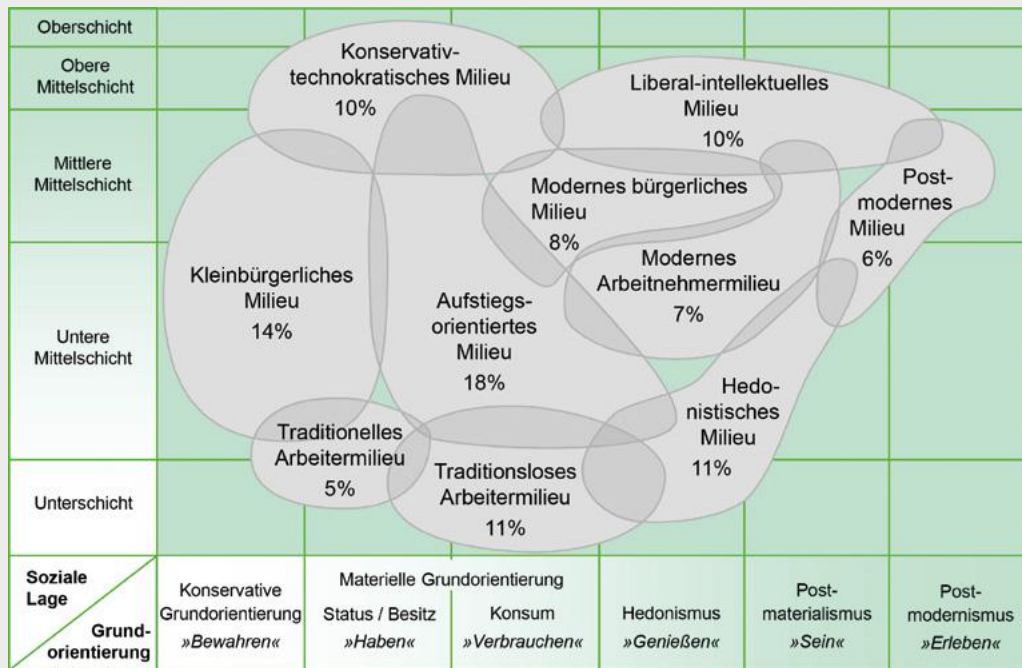 Oberschicht
Obere
Mittelschicht
Mittlere
Mittelschicht
Untere
Mittelschicht
Unterschicht
Konservativ-
technokratisches Milieu
10%
Liberal-intellektuelles
Milieu
10%
Post-
modernes
Milieu
6%
Modernes bürgerliches
Milieu
8%
Kleinbürgerliches
Milieu
14%
Modernes
Arbeitnehmermilieu
7%
Aufstiegs-
orientiertes
Milieu
18%
Hedo-
nistisches
Milieu
11%
Traditionelles
Arbeitermilieu
5%
Traditionsloses
Arbeitermilieu
11%
Soziale
Lage
Grund-
orientierung
Konservative
Grundorientierung
»Bewahren«
Materielle Grundorientierung
Status / Besitz
»Haben«
Konsum
»Verbrauchen«
Hedonismus
»Genießen«
Post-
materialismus
»Sein«
Post-
modernismus
»Erleben«